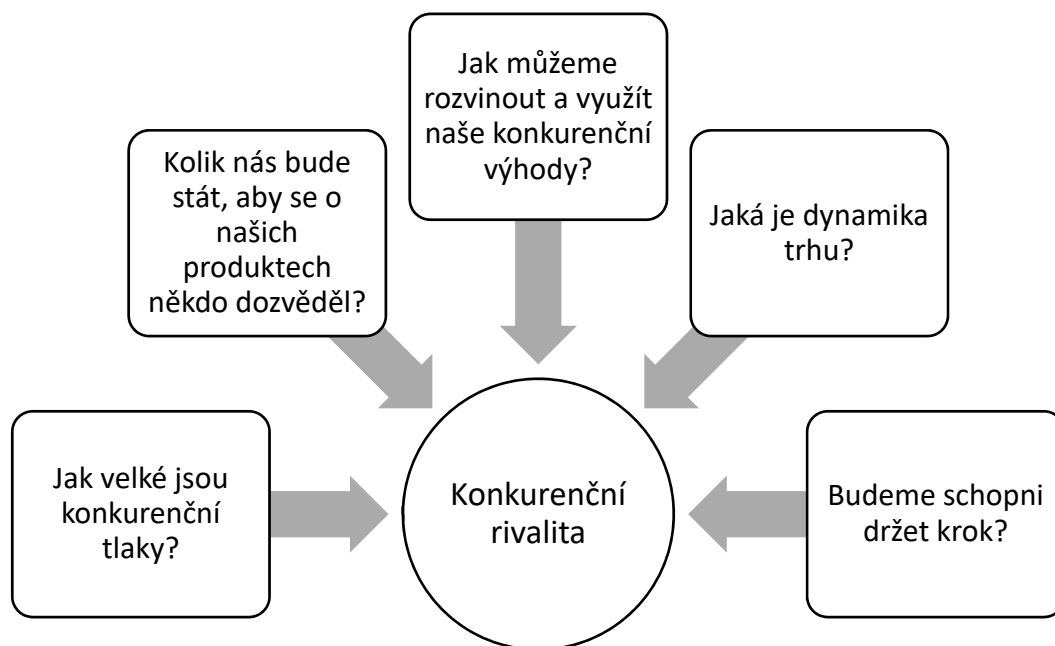 Jak můžeme
rozvinout a využít
naše konkurenční
výhody?
Kolik nás bude
stát, aby se o
našich
produktech
někdo dozvěděl?
Jaká je dynamika
trhu?
Jak velké jsou
konkurenční
tlaky?
Konkurenční
rivalita
Budeme schopni
držet krok?